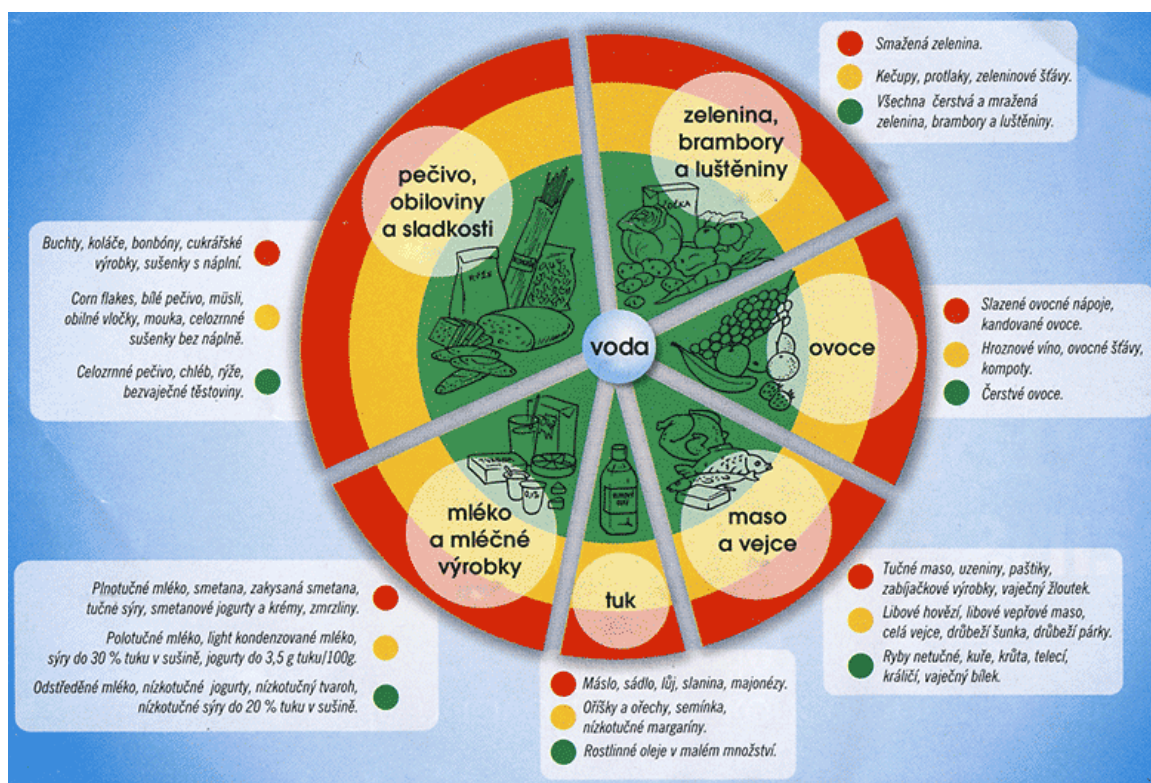 Smažená zelenina.
Kečupy, protlaky, zeleninové šťávy.
Všechna čerstvá a mražená
zelenina, brambory a luštěniny.
zelenina,
brambory
a luštěniny
pečivo,
obiloviny
a sladkosti
Buchty, koláče, bonbóny, cukrářské
výrobky, sušenky s náplní.
Corn flakes, bílé pečivo, müsli,
obilné vločky, mouka, celozrnné
sušenky bez náplně.
Celozrnné pečivo, chléb, rýže,
bezvaječné těstoviny.
ČOČKA
RÝŽE
voda
ovoce
Slazené ovocné nápoje,
kandované ovoce.
Hroznové víno, ovocné šťávy,
kompoty.
Čerstvé ovoce.
mléko
a mléčné
výrobky
maso
a vejce
tuk
Plnotučné mléko, smetana, zakysaná smetana,
tučné sýry, smetanové jogurty a krémy, zmrzliny.
Polotučné mléko, light kondenzované mléko,
sýry do 30 % tuku v sušině, jogurty do 3,5 g tuku/100g.
Odstředěné mléko, nízkotučné jogurty, nízkotučný tvaroh,
nízkotučné sýry do 20 % tuku v sušině.
Tučné maso, uzeniny, paštiky,
zabíjačkové výrobky, vaječný žloutek.
Libové hovězí, libové vepřové maso,
celá vejce, drůbeží šunka, drůbeží párky.
Ryby netučné, kuře, krůta, telecí,
králičí, vaječný bílek.
Máslo, sádlo, lůj, slanina, majonézy.
Oříšky a ořechy, semínka,
nízkotučné margaríny.
Rostlinné oleje v malém množství.